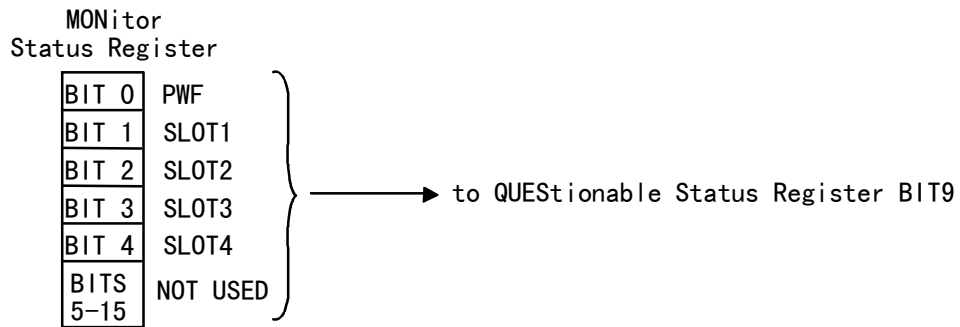 MONitor
Status Register
BIT 0 PWF
BIT 1 SLOT1
BIT 2 SLOT2
BIT 3 SLOT3
BIT 4 SLOT4
BITS
5-15
NOT USED
to QUEStionable Status Register BIT9